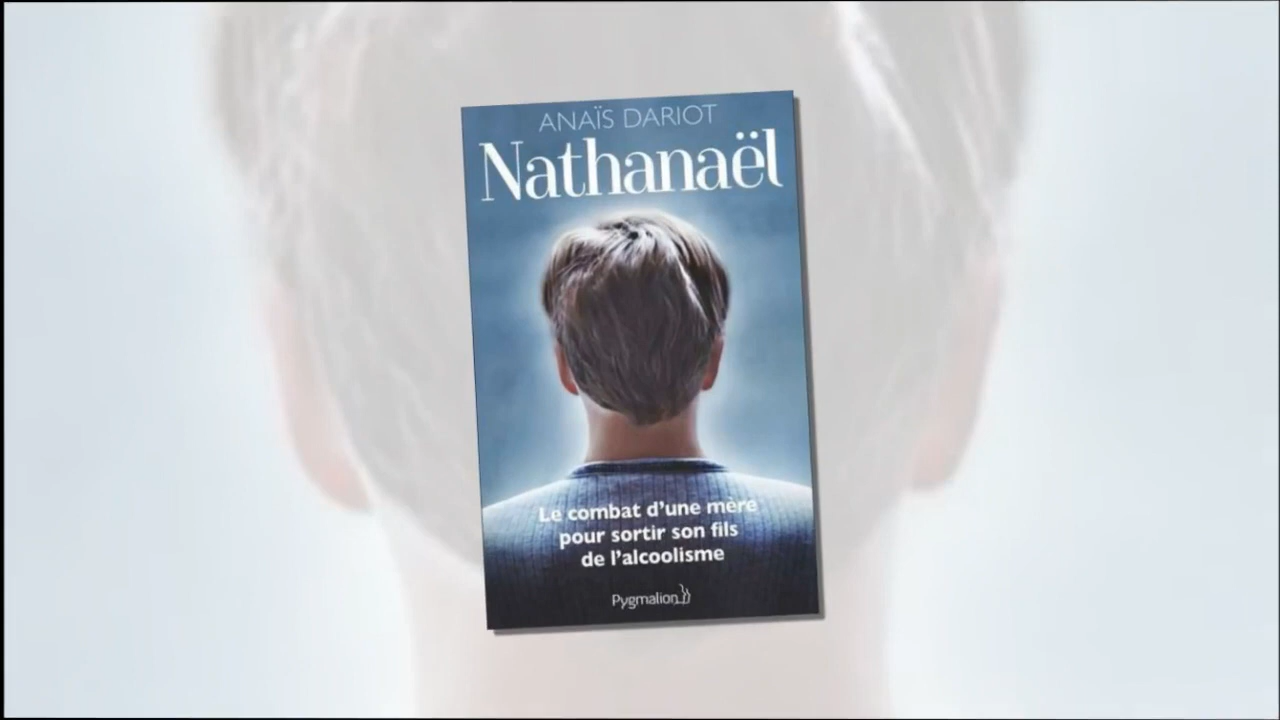 ANAÏS DARIOT
Nathanaël
Le combat d'une mère
pour sortir son fils
de l'alcoolisme
Pygmalion